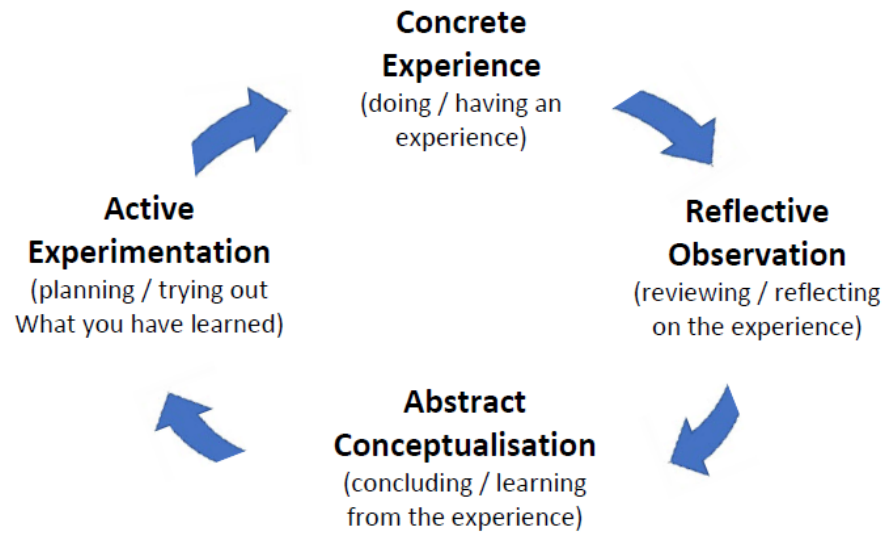 Concrete
Experience
(doing / having an
experience)
Reflective
Observation
(reviewing / reflecting
on the experience)
Abstract
Conceptualisation
(concluding / learning
from the experience)
Active
Experimentation
(planning / trying out
What you have learned)